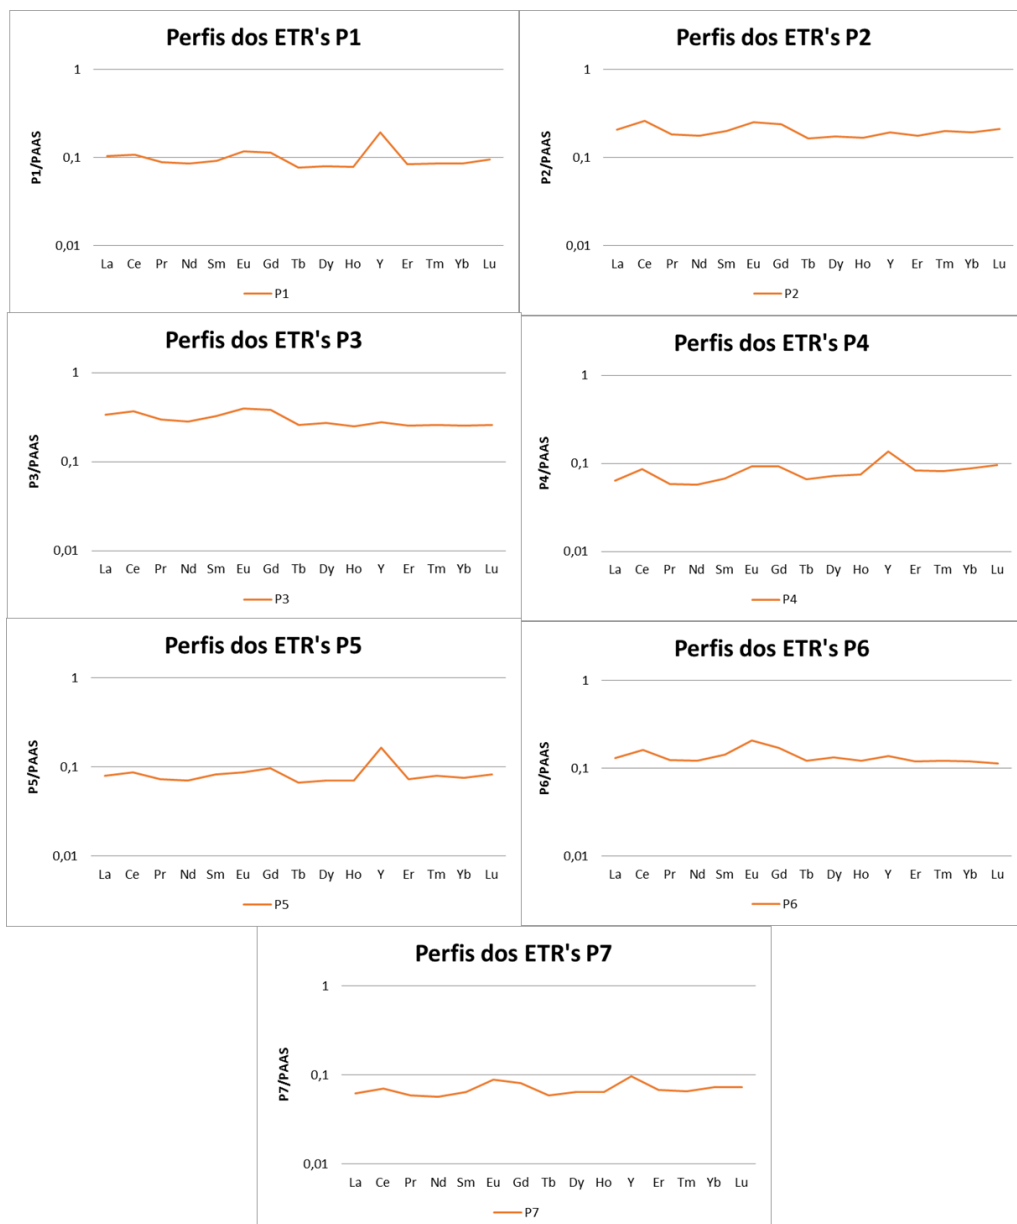 Perfis dos ETR's P1
P1/PAAS
1
0,1
0,01
La Ce Pr Nd Sm Eu Gd Tb Dy Ho Y Er Tm Yb Lu
P1
Perfis dos ETR's P2
P2/PAAS
1
0,1
0,01
La Ce Pr Nd Sm Eu Gd Tb Dy Ho Y Er Tm Yb Lu
P2
Perfis dos ETR's P3
P3/PAAS
1
0,1
0,01
La Ce Pr Nd Sm Eu Gd Tb Dy Ho Y Er Tm Yb Lu
P3
Perfis dos ETR's P4
P4/PAAS
1
0,1
0,01
La Ce Pr Nd Sm Eu Gd Tb Dy Ho Y Er Tm Yb Lu
P4
Perfis dos ETR's P5
P5/PAAS
1
0,1
0,01
La Ce Pr Nd Sm Eu Gd Tb Dy Ho Y Er Tm Yb Lu
P5
Perfis dos ETR's P6
P6/PAAS
1
0,1
0,01
La Ce Pr Nd Sm Eu Gd Tb Dy Ho Y Er Tm Yb Lu
P6
Perfis dos ETR's P7
P7/PAAS
1
0,1
0,01
La Ce Pr Nd Sm Eu Gd Tb Dy Ho Y Er Tm Yb Lu
P7